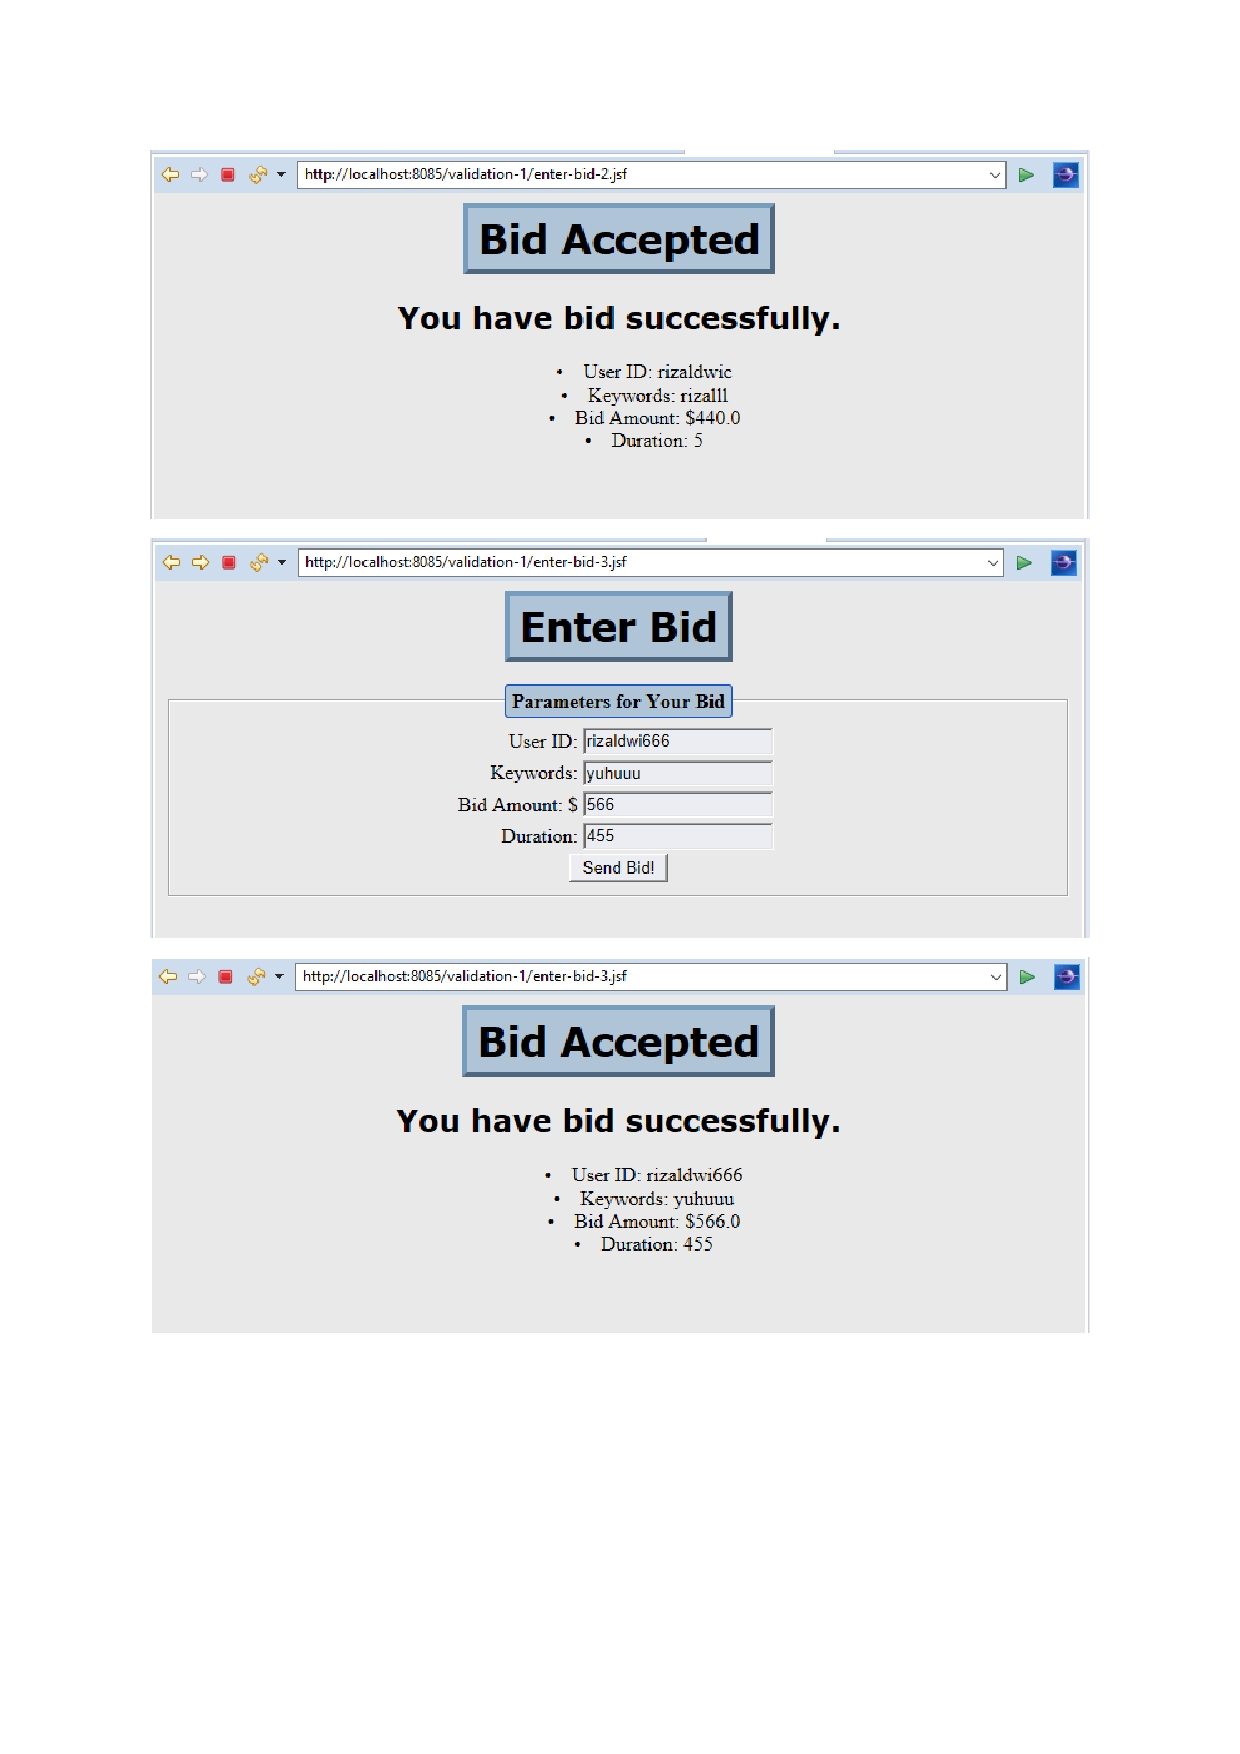 http://localhost:8085/validation-1/enter-bid-2.jsf
Bid Accepted
You have bid successfully.
• User ID: rizaldwic
• Keywords: rizalll
• Bid Amount: $440.0
• Duration: 5
http://localhost:8085/validation-1/enter-bid-3.jsf
Enter Bid
Parameters for Your Bid
User ID: rizaldwi666
Keywords: yuhuuu
Bid Amount: $ 566
Duration: 455
Send Bid!
http://localhost:8085/validation-1/enter-bid-3.jsf
Bid Accepted
You have bid successfully.
• User ID: rizaldwi666
• Keywords: yuhuuu
• Bid Amount: $566.0
• Duration: 455